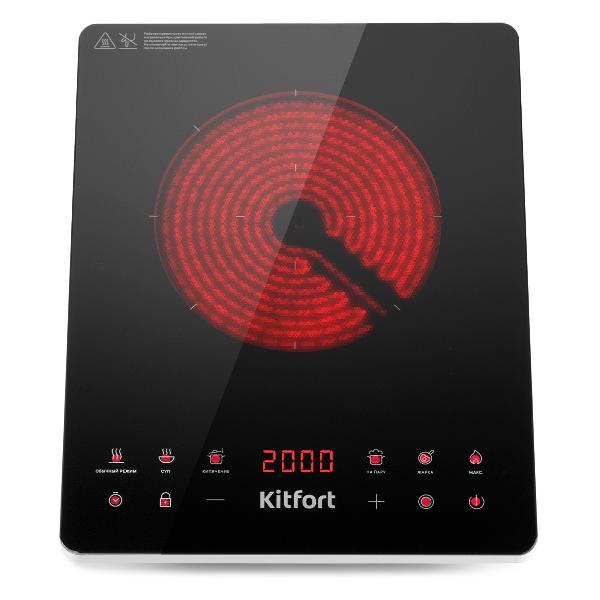 ОБЫЧНЫЙ РЕЖИМ
СУП
КИПЯЧЕНИЕ
2000
НА ПАРУ
ЖАРКА
МАКС.
Kitfort